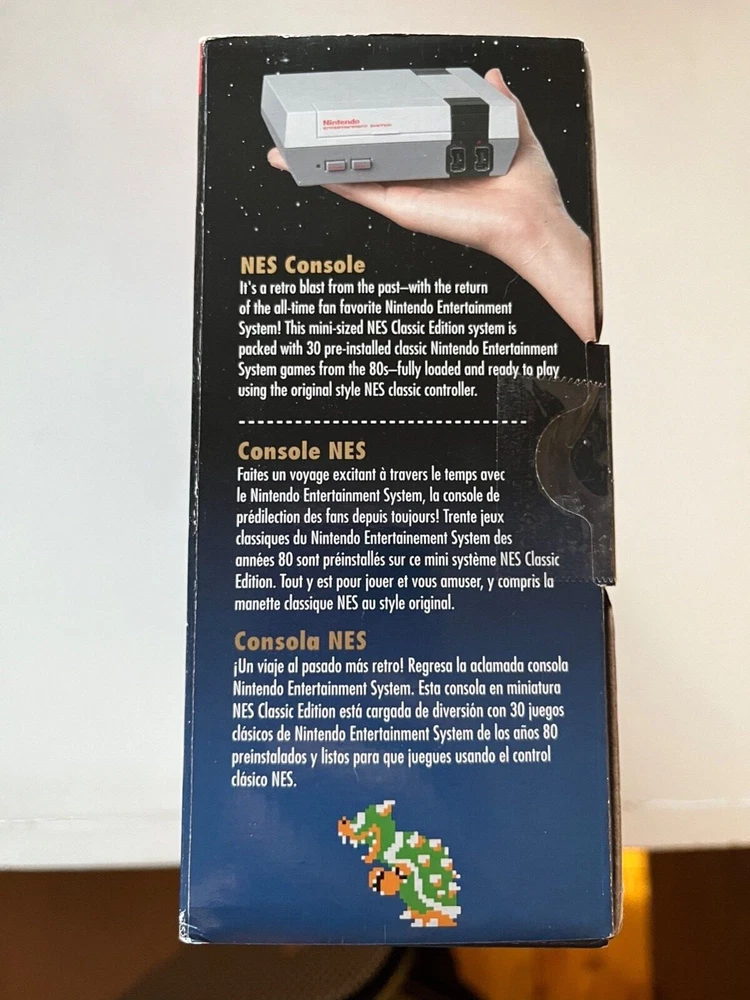 Nintendo
ENTERTAINMENT SYSTEM
NES Console
It's a retro blast from the past–with the return
of the all-time fan favorite Nintendo Entertainment
System! This mini-sized NES Classic Edition system is
packed with 30 pre-installed classic Nintendo Entertainment
System games from the 80s–fully loaded and ready to play
using the original style NES classic controller.
Console NES
Faites un voyage excitant à travers le temps avec
le Nintendo Entertainment System, la console de
prédilection des fans depuis toujours! Trente jeux
classiques du Nintendo Entertainement System des
années 80 sont préinstallés sur ce mini système NES Classic
Edition. Tout y est pour jouer et vous amuser, y compris la
manette classique NES au style original.
Consola NES
¡Un viaje al pasado más retro! Regresa la aclamada consola
Nintendo Entertainment System. Esta consola en miniatura
NES Classic Edition está cargada de diversión con 30 juegos
clásicos de Nintendo Entertainment System de los años 80
preinstalados y listos para que juegues usando el control
clásico NES.